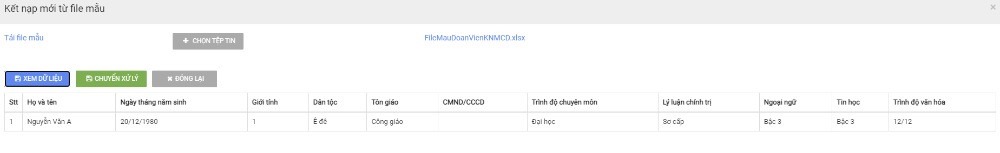 Kết nạp mới từ file mẫu ×
Tải file mẫu CHỌN TỆP TIN FileMauDoanVienKNMCD.xlsx
XEM DỮ LIỆU CHUYỂN XỬ LÝ ĐÓNG LẠI
Stt Họ và tên Ngày tháng năm sinh Giới tính Dân tộc Tôn giáo CMND/CCCD Trình độ chuyên môn Lý luận chính trị Ngoại ngữ Tin học Trình độ văn hóa
1 Nguyễn Văn A 20/12/1980 1 Ê đê Công giáo Đại học Sơ cấp Bậc 3 Bậc 3 12/12